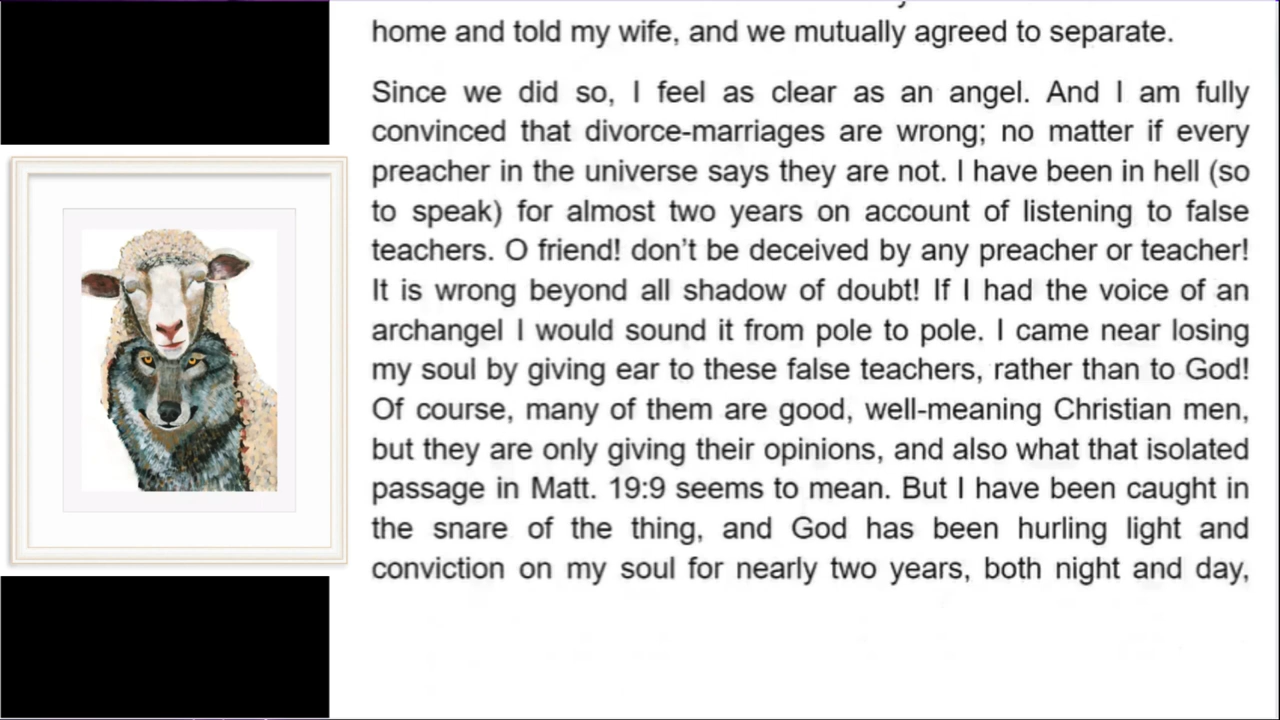 home and told my wife, and we mutually agreed to separate.
Since we did so, I feel as clear as an angel. And I am fully
convinced that divorce-marriages are wrong; no matter if every
preacher in the universe says they are not. I have been in hell (so
to speak) for almost two years on account of listening to false
teachers. O friend! don’t be deceived by any preacher or teacher!
It is wrong beyond all shadow of doubt! If I had the voice of an
archangel I would sound it from pole to pole. I came near losing
my soul by giving ear to these false teachers, rather than to God!
Of course, many of them are good, well-meaning Christian men,
but they are only giving their opinions, and also what that isolated
passage in Matt. 19:9 seems to mean. But I have been caught in
the snare of the thing, and God has been hurling light and
conviction on my soul for nearly two years, both night and day,